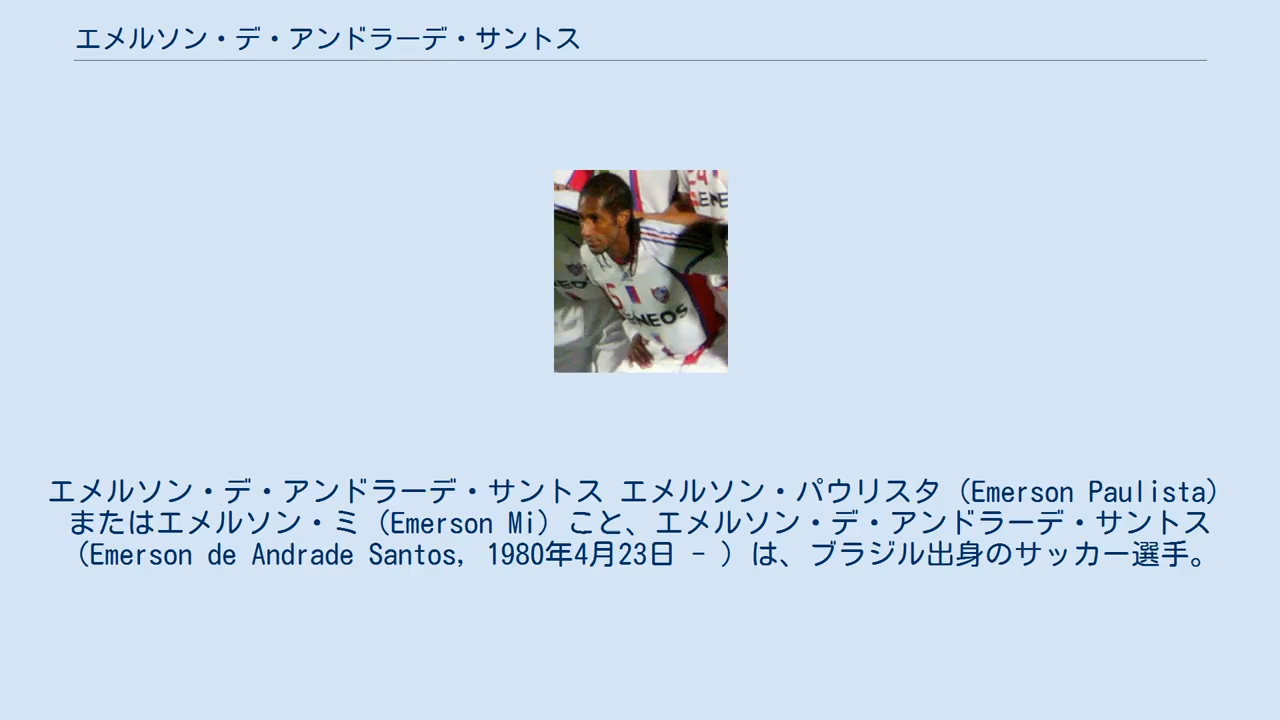 エメルソン・デ・アンドラーデ・サントス
24
ENE
ENEOS
エメルソン・デ・アンドラーデ・サントス エメルソン・パウリスタ（Emerson Paulista）
またはエメルソン・ミ（Emerson Mi）こと、エメルソン・デ・アンドラーデ・サントス
（Emerson de Andrade Santos, 1980年4月23日 - ）は、ブラジル出身のサッカー選手。